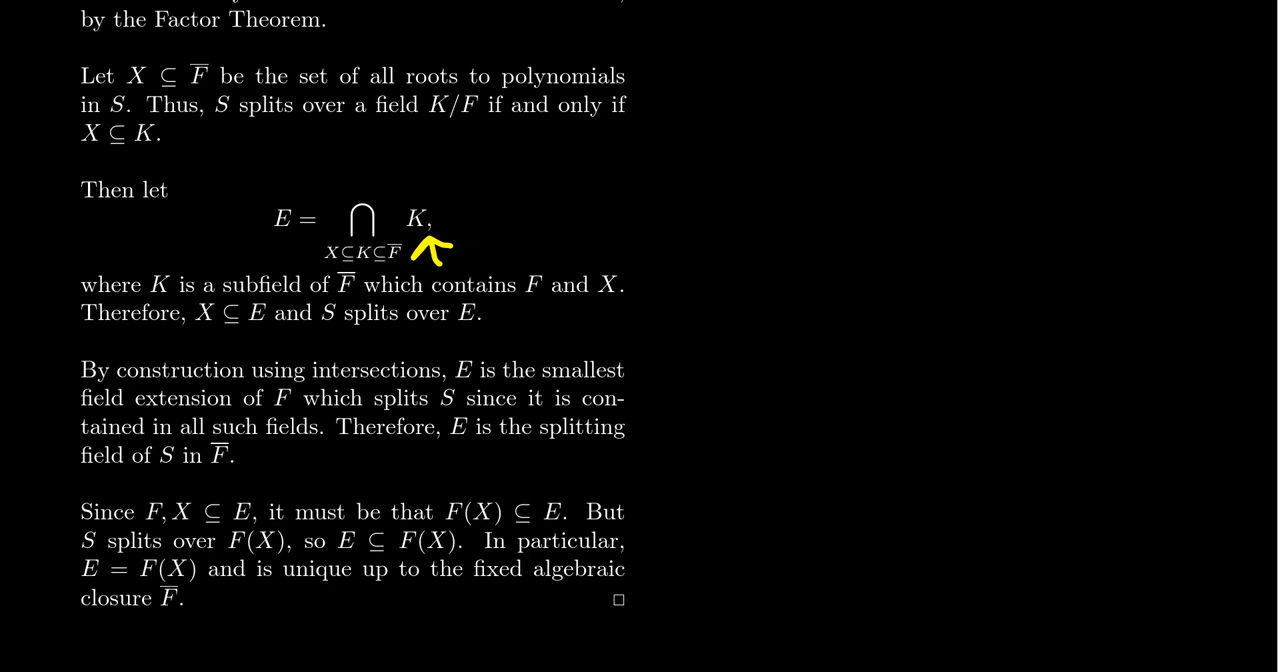 by the Factor Theorem.
Let X ⊆ F̅ be the set of all roots to polynomials
in S. Thus, S splits over a field K/F if and only if
X ⊆ K.
Then let
E = ⋂ K,
X⊆K⊆F̅
where K is a subfield of F̅ which contains F and X.
Therefore, X ⊆ E and S splits over E.
By construction using intersections, E is the smallest
field extension of F which splits S since it is con-
tained in all such fields. Therefore, E is the splitting
field of S in F̅.
Since F, X ⊆ E, it must be that F(X) ⊆ E. But
S splits over F(X), so E ⊆ F(X). In particular,
E = F(X) and is unique up to the fixed algebraic
closure F̅. □